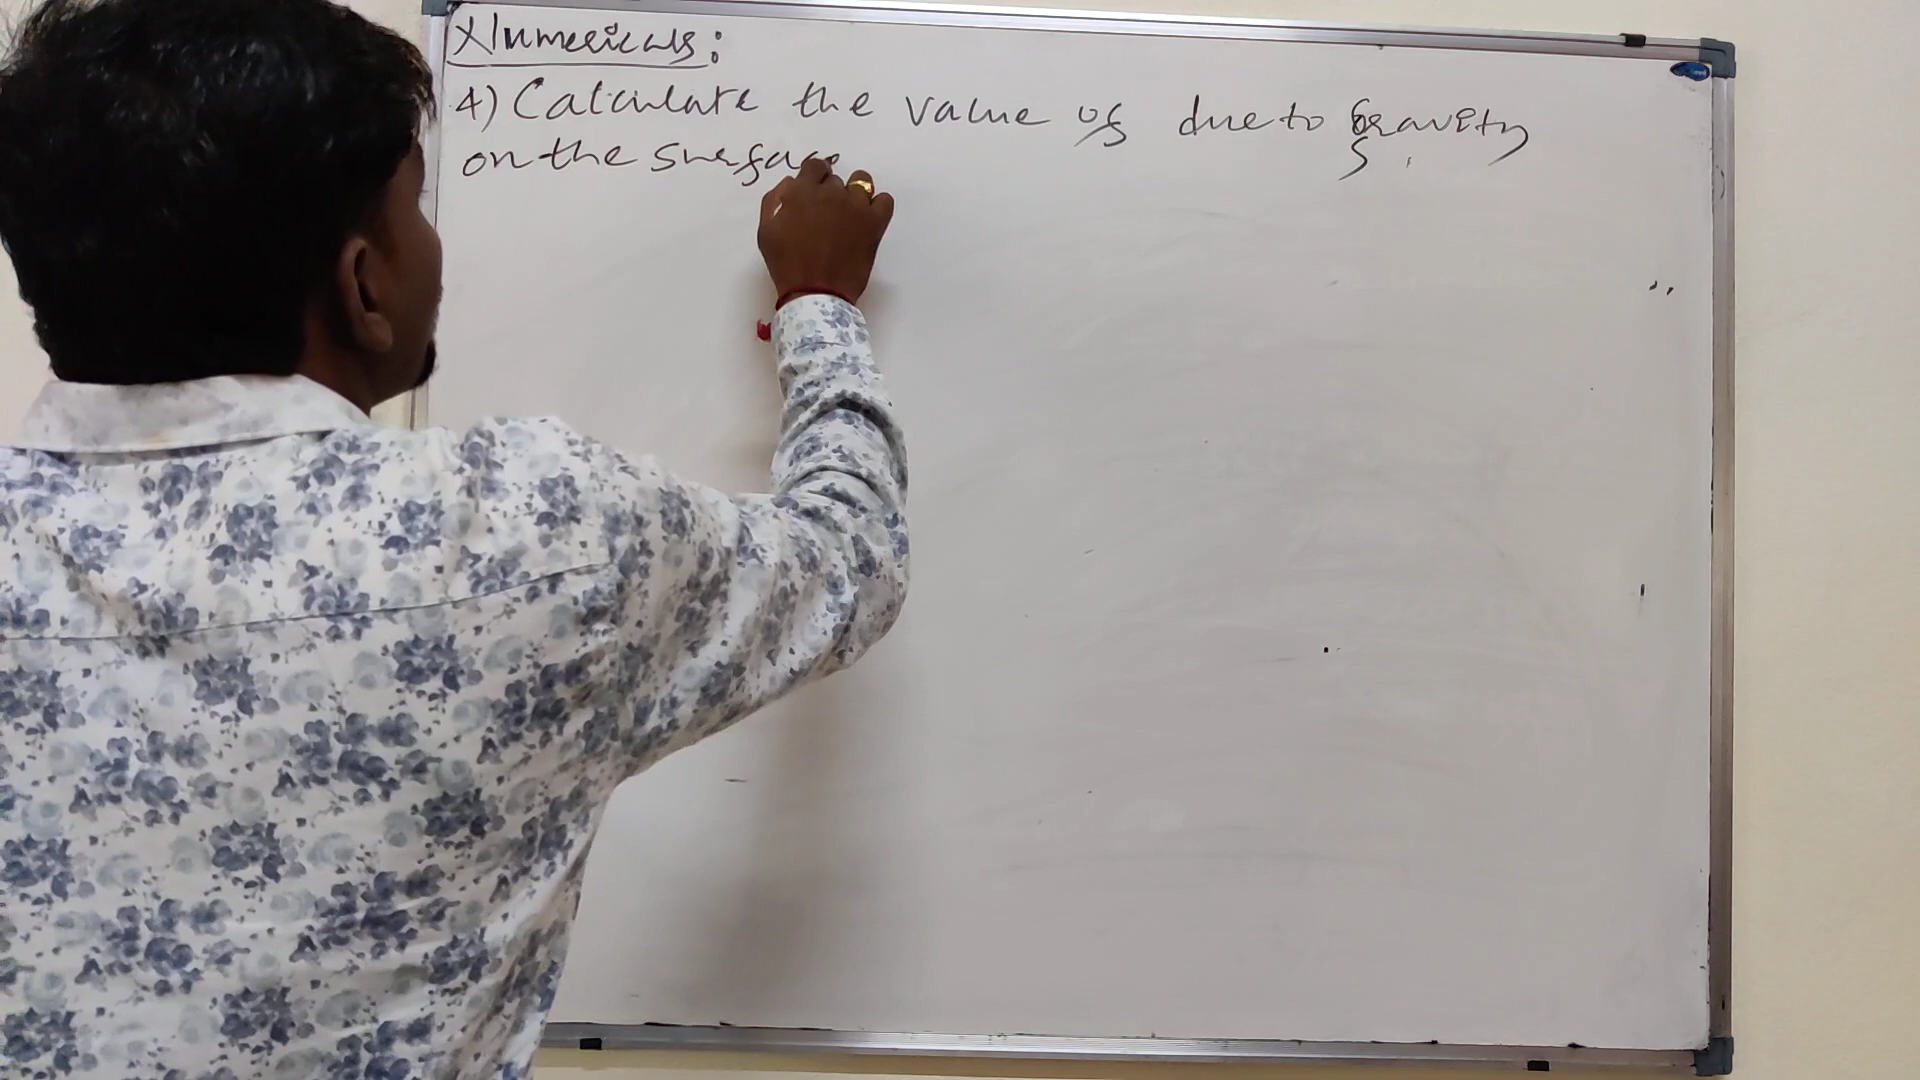 Numericals:
4) Calculate the value of due to Gravity
on the surface